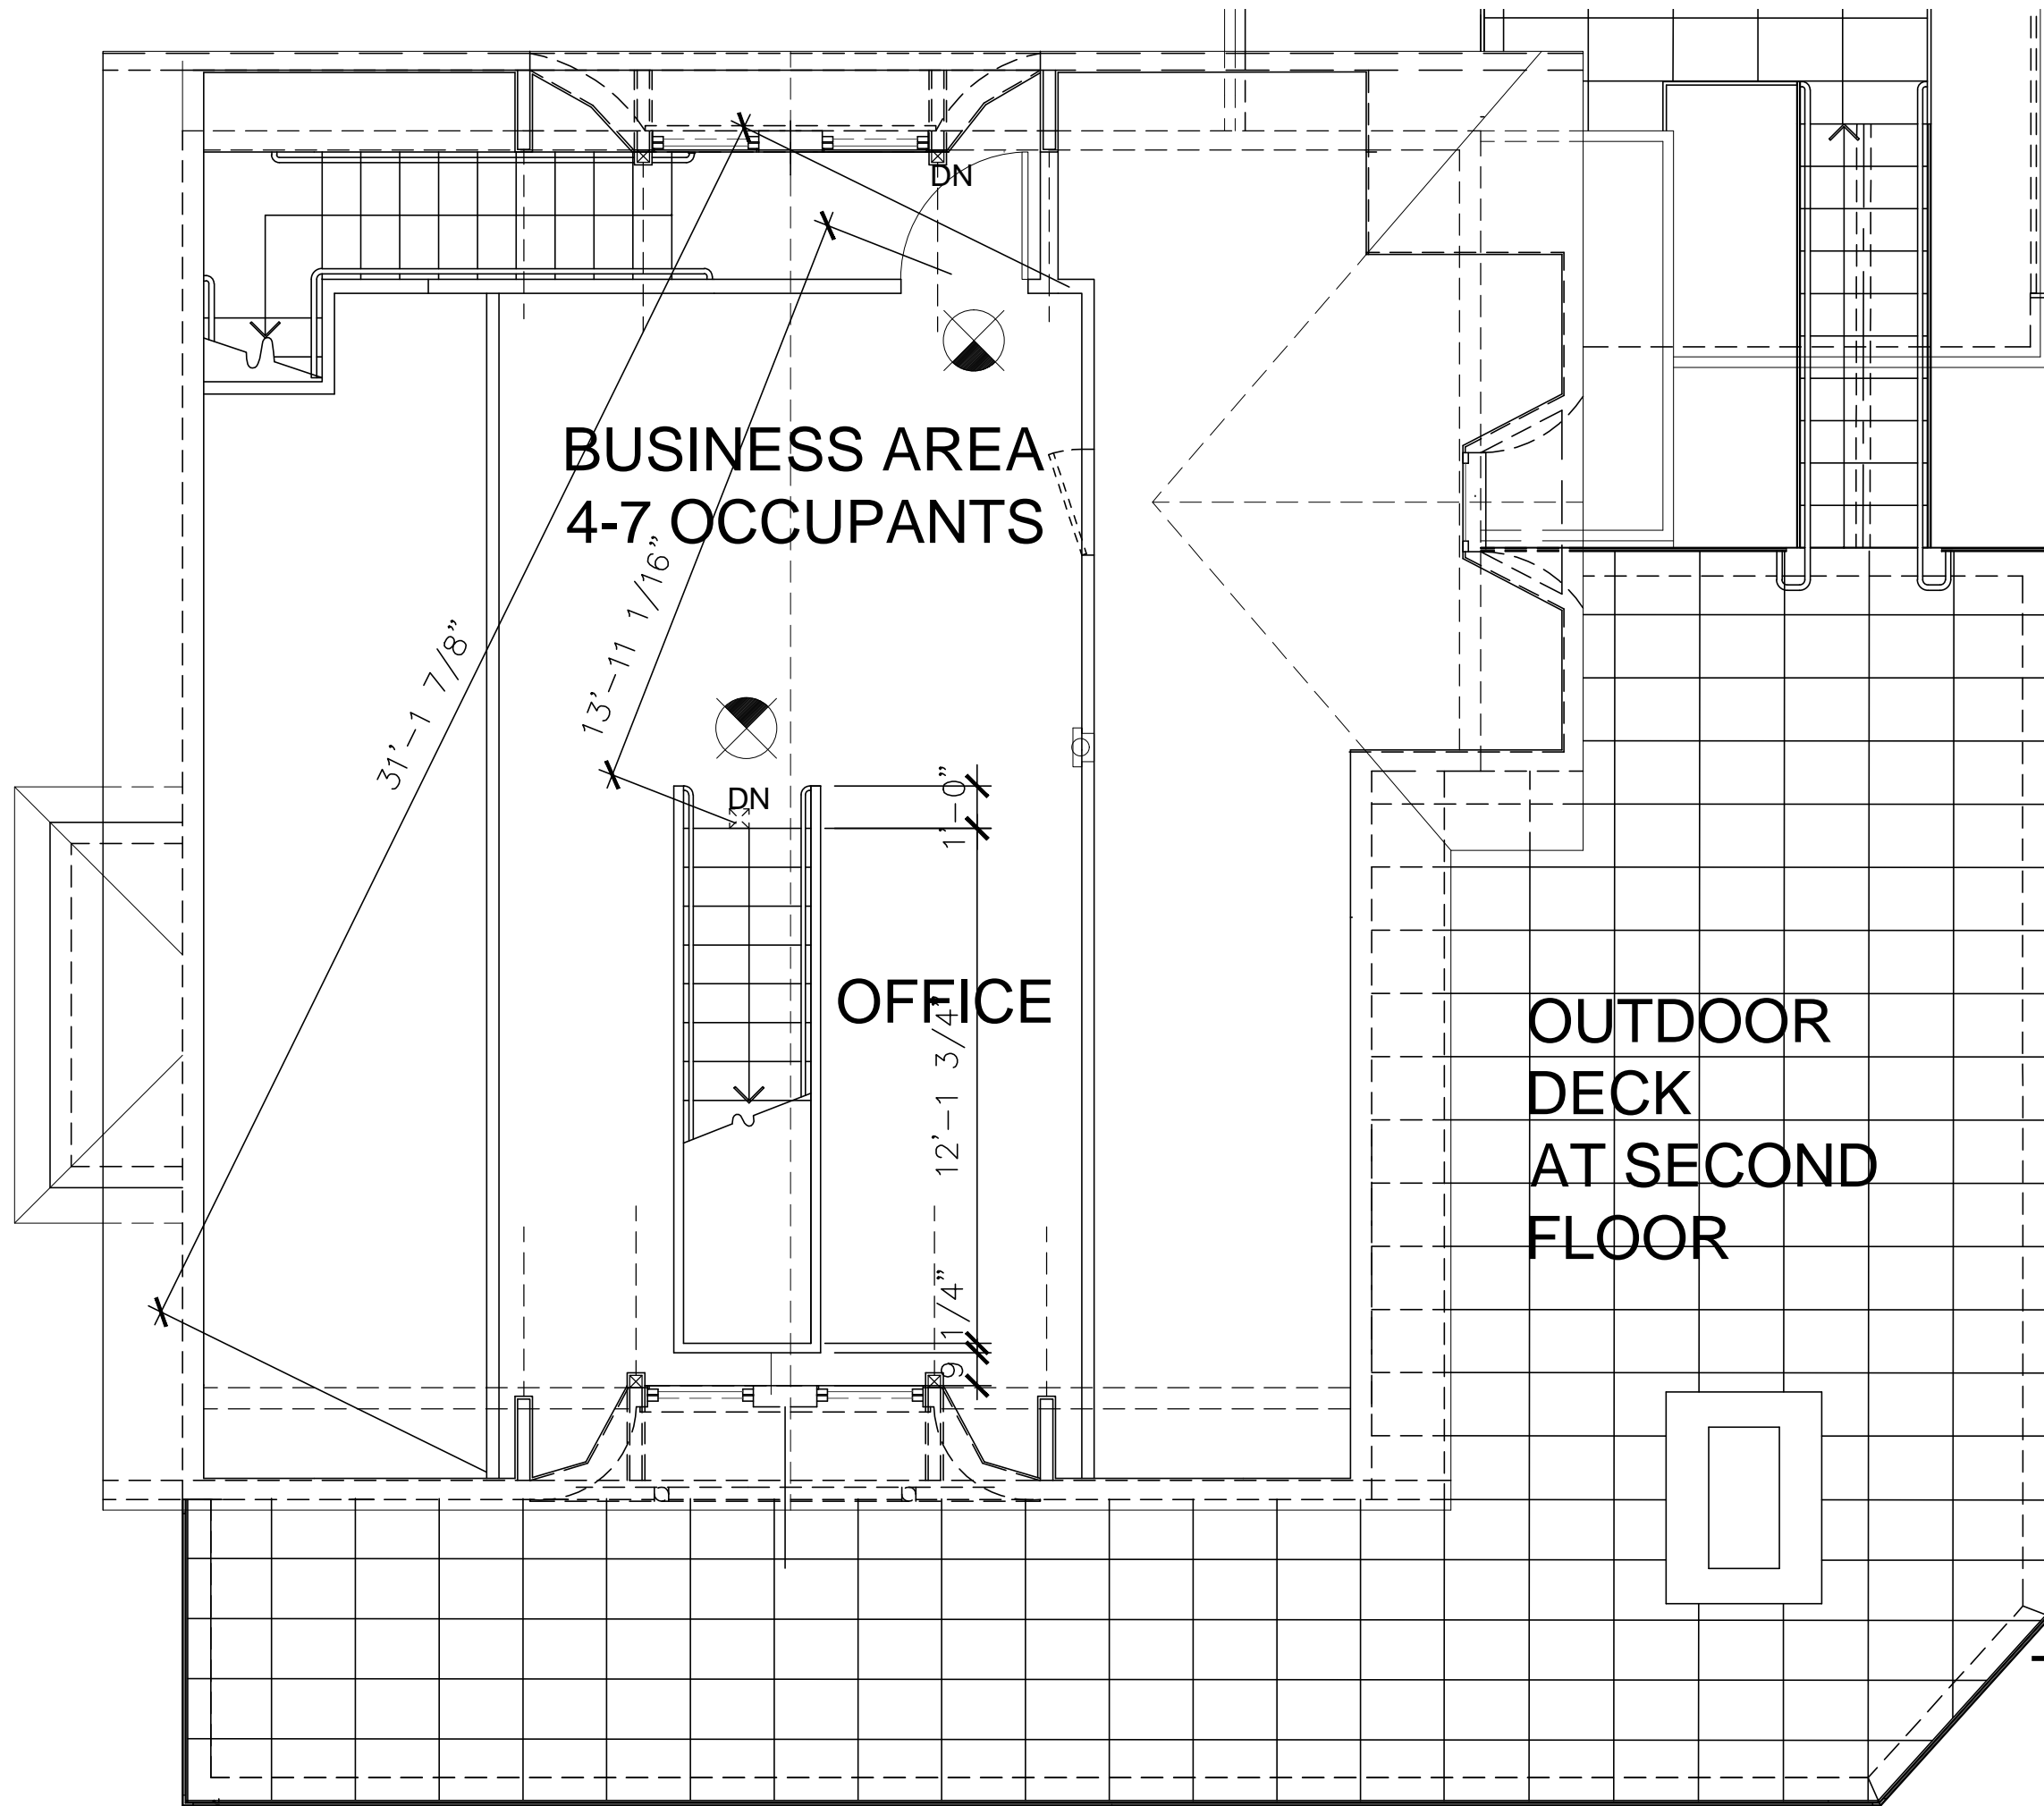 DN
BUSINESS AREA
4-7 OCCUPANTS
31'-1 7/8"
13'-11 1/16"
DN
1'-0"
OFFICE
12'-1 3/4"
9 1/4"
OUTDOOR
DECK
AT SECOND
FLOOR